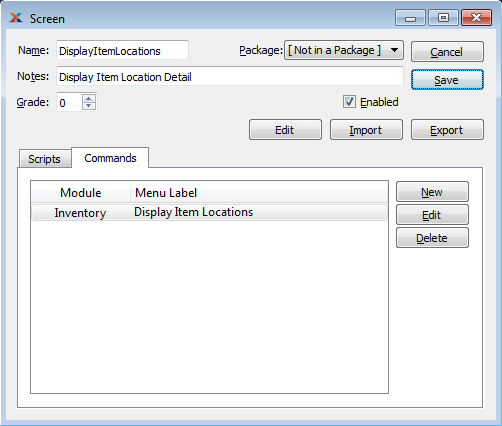 Screen
Name: DisplayItemLocations Package: [ Not in a Package ] Cancel
Notes: Display Item Location Detail Save
Grade: 0 Enabled
Edit Import Export
Scripts Commands
Module Menu Label New
Inventory Display Item Locations Edit
Delete